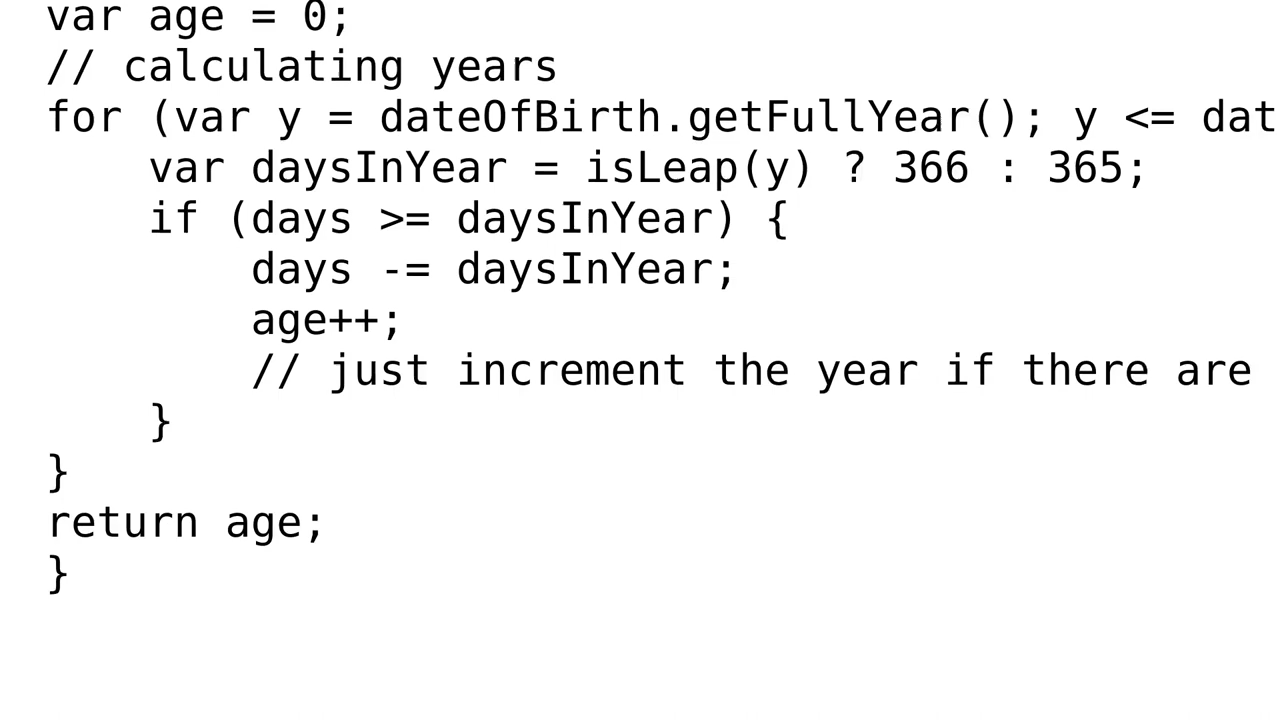 var age = 0;
// calculating years
for (var y = dateOfBirth.getFullYear(); y <= dat
var daysInYear = isLeap(y) ? 366 : 365;
if (days >= daysInYear) {
days -= daysInYear;
age++;
// just increment the year if there are
}
}
return age;
}